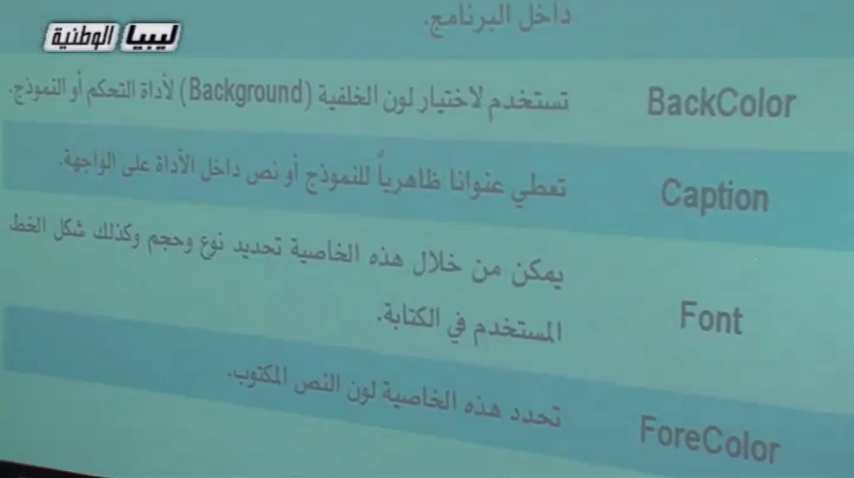 ليبيا الوطنية
داخل البرنامج.
BackColor تستخدم لاختيار لون الخلفية (Background) لأداة التحكم أو النموذج.
Caption تعطي عنوانا ظاهرياً للنموذج أو نص داخل الأداة على الواجهة.
Font يمكن من خلال هذه الخاصية تحديد نوع وحجم وكذلك شكل الخط
المستخدم في الكتابة.
ForeColor تحدد هذه الخاصية لون النص المكتوب.